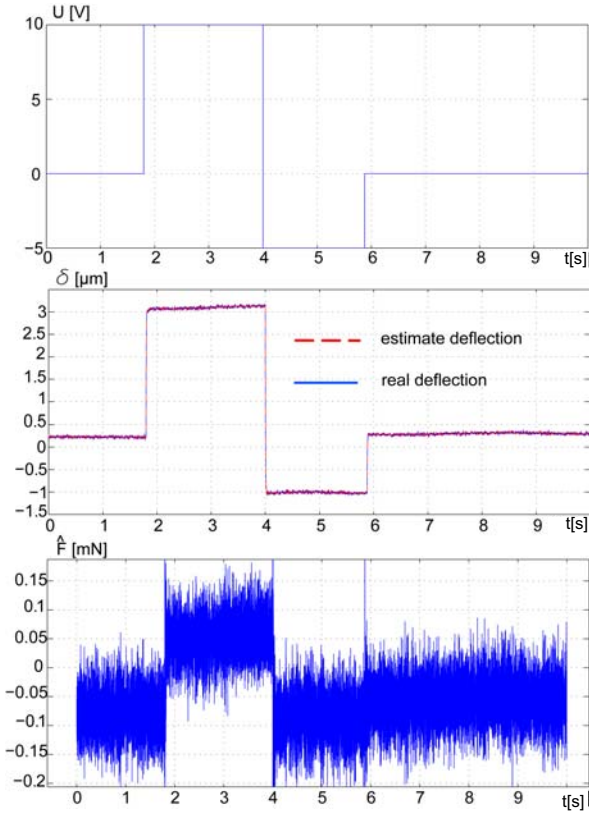 U [V]
10
5
0
-5
0 1 2 3 4 5 6 7 8 9 t[s]
δ [µm]
3
2.5
2
1.5
1
0.5
0
-0.5
-1
-1.5
estimate deflection
real deflection
0 1 2 3 4 5 6 7 8 9 t[s]
F̂ [mN]
0.15
0.1
0.05
0
-0.05
-0.1
-0.15
-0.2
0 1 2 3 4 5 6 7 8 9 t[s]